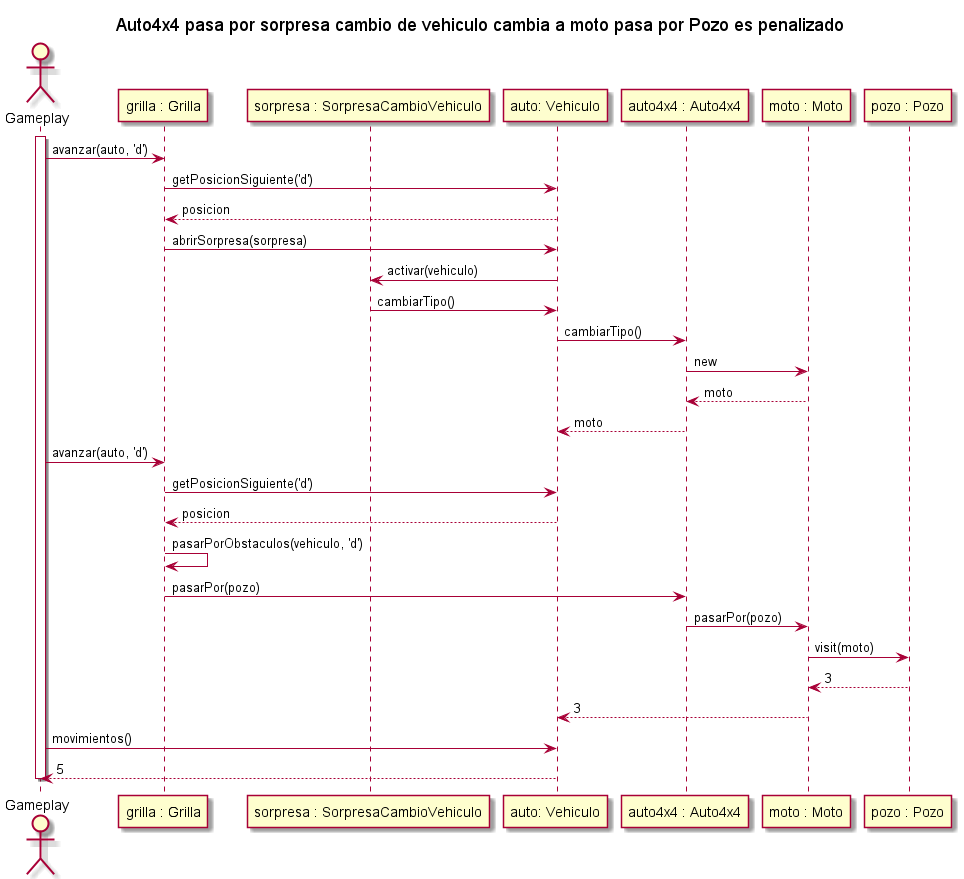 Auto4x4 pasa por sorpresa cambio de vehiculo cambia a moto pasa por Pozo es penalizado
Gameplay
grilla : Grilla
sorpresa : SorpresaCambioVehiculo
auto: Vehiculo
auto4x4 : Auto4x4
moto : Moto
pozo : Pozo
avanzar(auto, 'd')
getPosicionSiguiente('d')
posicion
abrirSorpresa(sorpresa)
activar(vehiculo)
cambiarTipo()
cambiarTipo()
new
moto
moto
avanzar(auto, 'd')
getPosicionSiguiente('d')
posicion
pasarPorObstaculos(vehiculo, 'd')
pasarPor(pozo)
pasarPor(pozo)
visit(moto)
3
3
movimientos()
5
Gameplay
grilla : Grilla
sorpresa : SorpresaCambioVehiculo
auto: Vehiculo
auto4x4 : Auto4x4
moto : Moto
pozo : Pozo